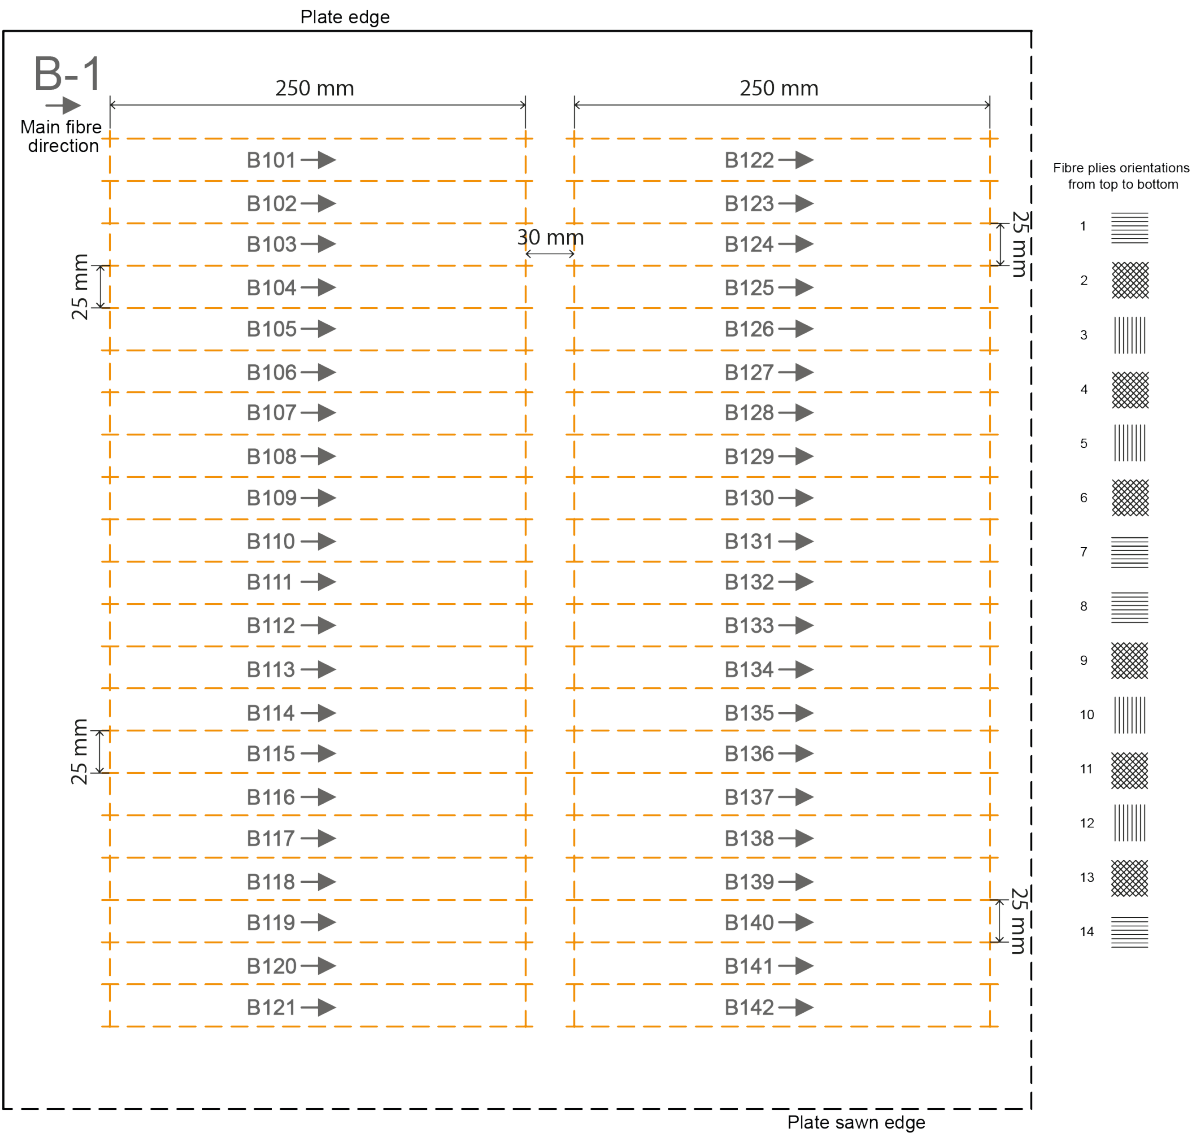 Plate edge
B-1
Main fibre
direction
250 mm
250 mm
B101
B122
B102
B123
B103
30 mm
B124
25 mm
25 mm
B104
B125
B105
B126
B106
B127
B107
B128
B108
B129
B109
B130
B110
B131
B111
B132
B112
B133
B113
B134
B114
B135
25 mm
B115
B136
B116
B137
B117
B138
B118
B139
B119
B140
25 mm
B120
B141
B121
B142
Plate sawn edge
Fibre plies orientations
from top to bottom
1
2
3
4
5
6
7
8
9
10
11
12
13
14